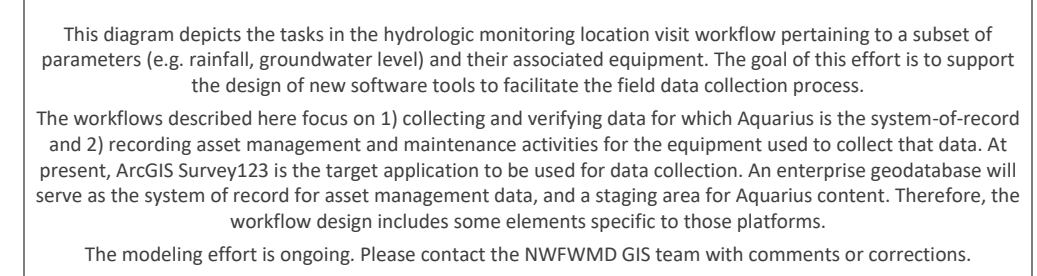 This diagram depicts the tasks in the hydrologic monitoring location visit workflow pertaining to a subset of
parameters (e.g. rainfall, groundwater level) and their associated equipment. The goal of this effort is to support
the design of new software tools to facilitate the field data collection process.
The workflows described here focus on 1) collecting and verifying data for which Aquarius is the system-of-record
and 2) recording asset management and maintenance activities for the equipment used to collect that data. At
present, ArcGIS Survey123 is the target application to be used for data collection. An enterprise geodatabase will
serve as the system of record for asset management data, and a staging area for Aquarius content. Therefore, the
workflow design includes some elements specific to those platforms.
The modeling effort is ongoing. Please contact the NWFWMD GIS team with comments or corrections.